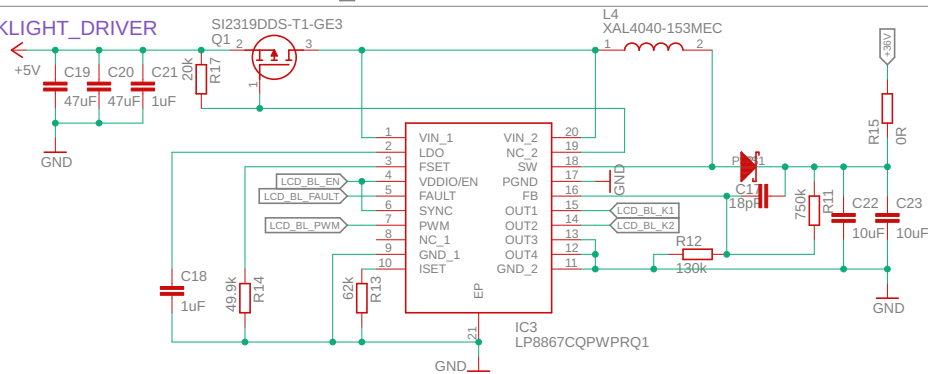 KLIGHT_DRIVER
SI2319DDS-T1-GE3
Q1
L4
XAL4040-153MEC
+5V
2
3
1
1
2
+36V
C19
47uF
C20
47uF
C21
1uF
20k
R17
R15
0R
GND
1
VIN_1
VIN_2
20
2
LDO
NC_2
19
3
FSET
SW
18
4
VDDIO/EN
PGND
17
5
FAULT
FB
16
6
SYNC
OUT1
15
7
PWM
OUT2
14
8
NC_1
OUT3
13
9
GND_1
OUT4
12
10
ISET
GND_2
11
EP
21
LCD_BL_EN
LCD_BL_FAULT
LCD_BL_PWM
GND
LCD_BL_K1
LCD_BL_K2
C17
18pF
750k
R11
C22
10uF
C23
10uF
R12
130k
C18
1uF
49.9k
R14
62k
R13
IC3
LP8867CQPWPRQ1
GND
GND